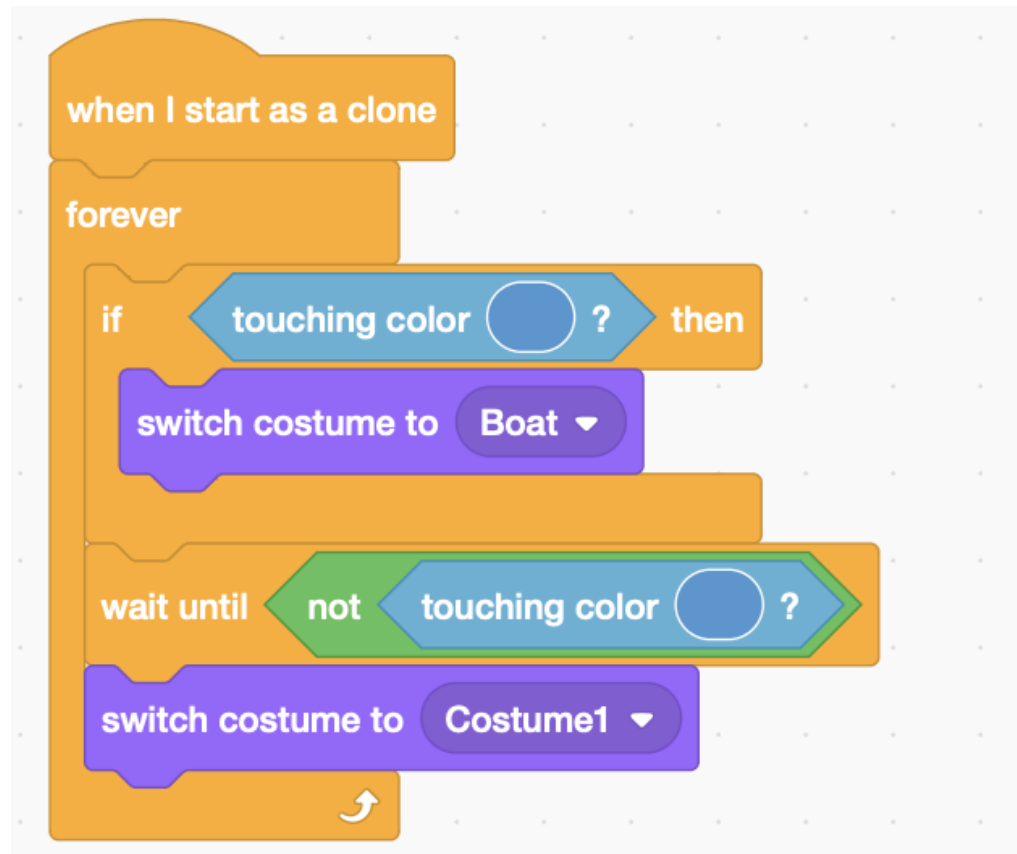 when I start as a clone
forever
if touching color ? then
switch costume to Boat
wait until not touching color ?
switch costume to Costume1